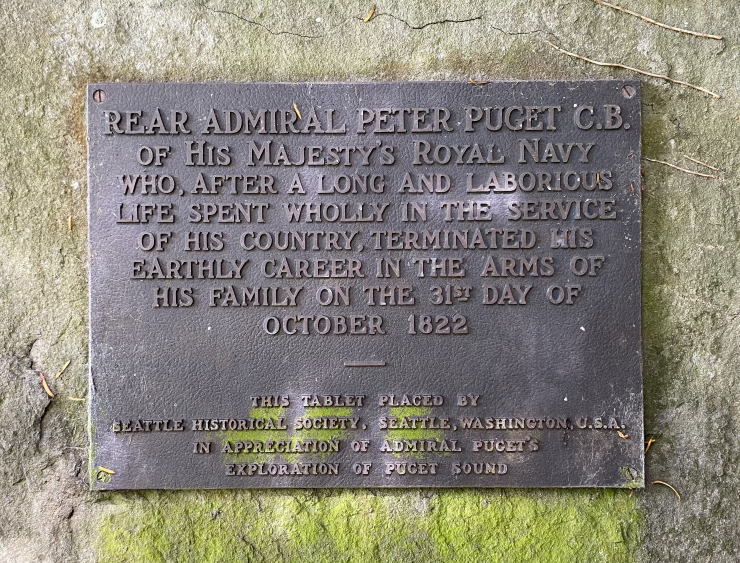 REAR ADMIRAL PETER PUGET C.B.
OF HIS MAJESTY'S ROYAL NAVY
WHO, AFTER A LONG AND LABORIOUS
LIFE SPENT WHOLLY IN THE SERVICE
OF HIS COUNTRY, TERMINATED HIS
EARTHLY CAREER IN THE ARMS OF
HIS FAMILY ON THE 31ST DAY OF
OCTOBER 1822
THIS TABLET PLACED BY
SEATTLE HISTORICAL SOCIETY, SEATTLE, WASHINGTON, U.S.A.
IN APPRECIATION OF ADMIRAL PUGET'S
EXPLORATION OF PUGET SOUND